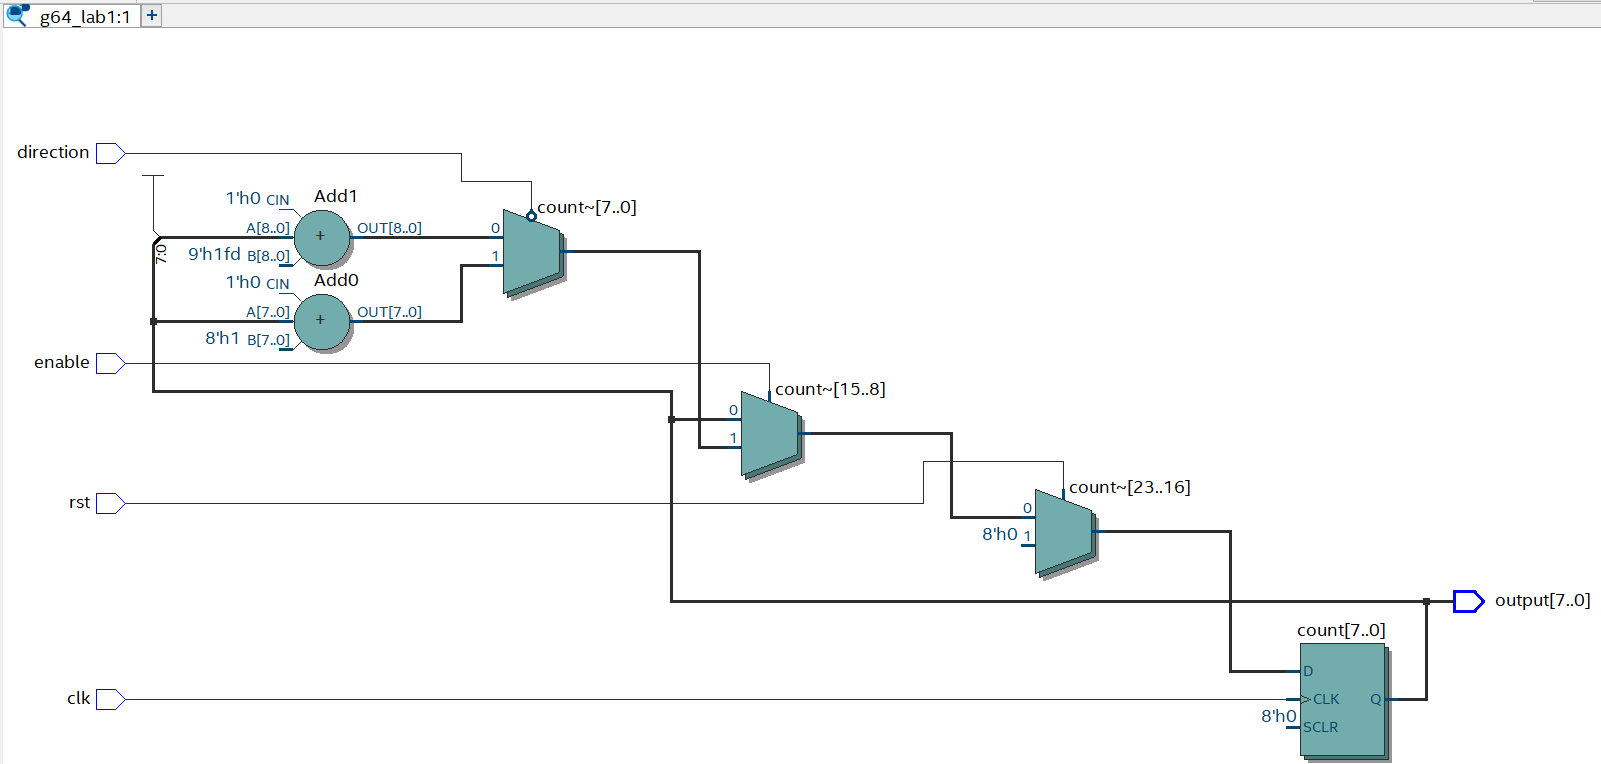 g64_lab1:1 +
direction
1'h0 CIN Add1
A[8..0] + OUT[8..0]
9'h1fd B[8..0]
7:0
count~[7..0]
0
1
1'h0 CIN Add0
A[7..0] + OUT[7..0]
8'h1 B[7..0]
enable
count~[15..8]
0
1
rst
count~[23..16]
0
8'h0 1
output[7..0]
count[7..0]
D
clk
CLK Q
8'h0 SCLR